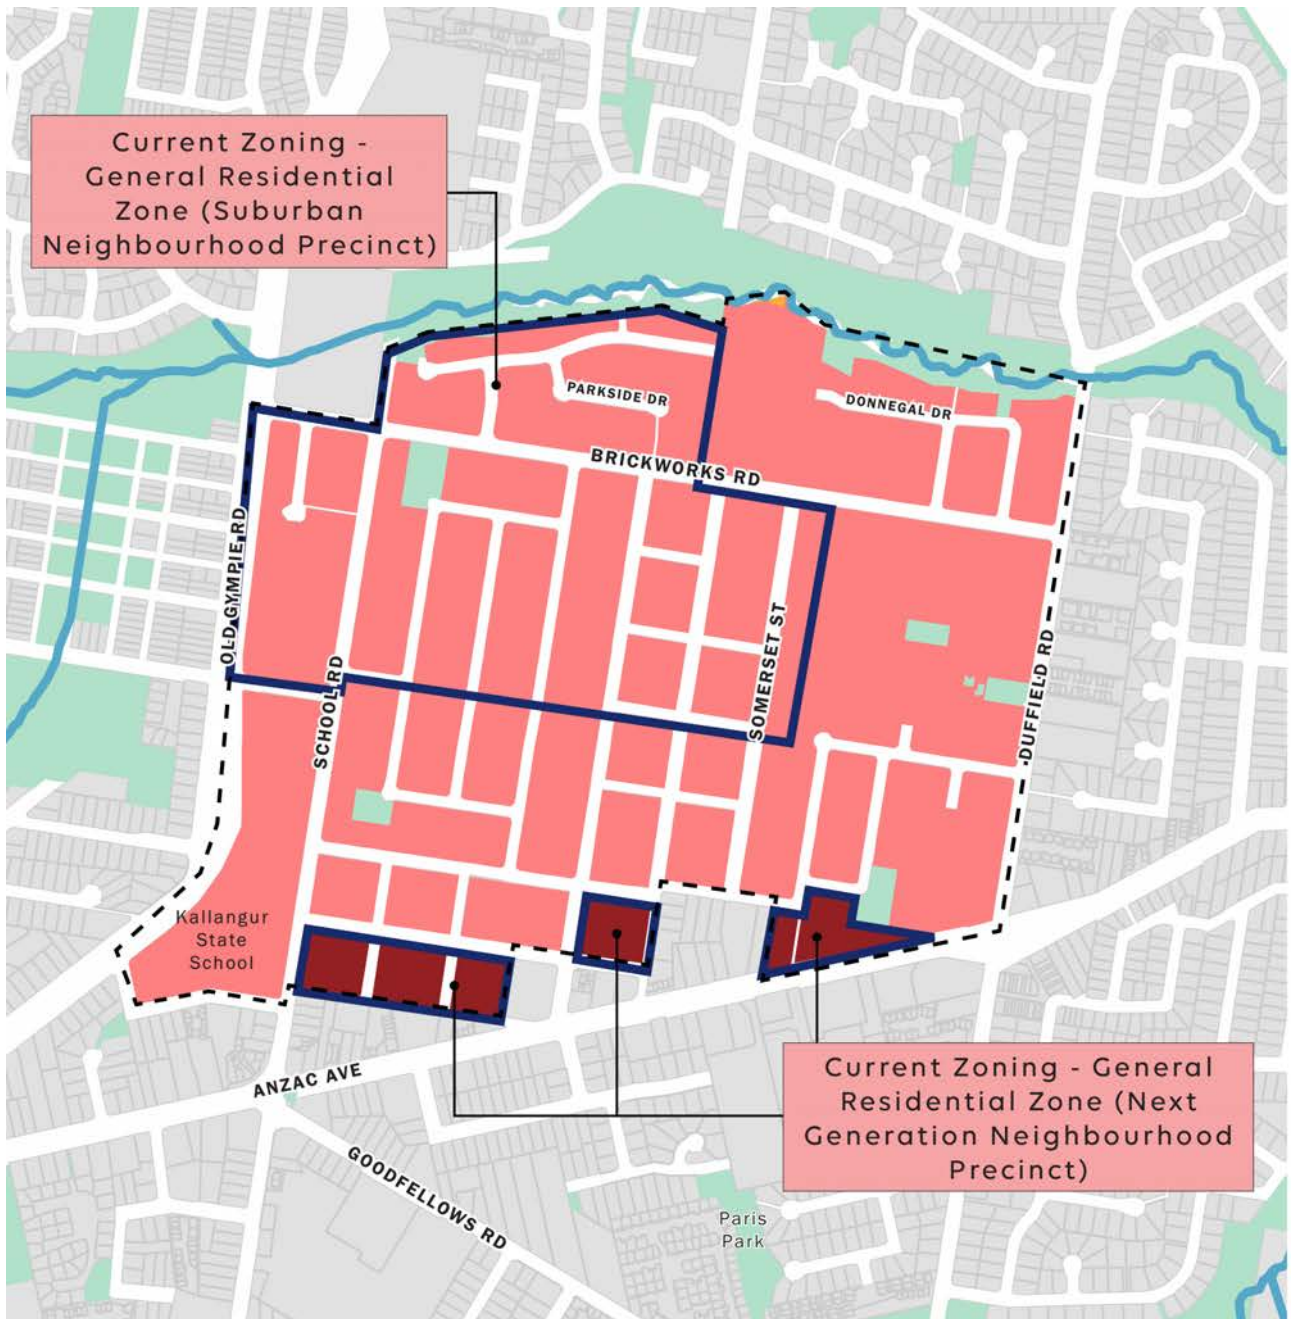 Current Zoning -
General Residential
Zone (Suburban
Neighbourhood Precinct)
PARKSIDE DR
DONNEGAL DR
BRICKWORKS RD
OLD GYMPIE RD
SCHOOL RD
SOMERSET ST
DUFFIELD RD
Kallangur
State
School
ANZAC AVE
GOODFELLOWS RD
Current Zoning - General
Residential Zone (Next
Generation Neighbourhood
Precinct)
Paris
Park